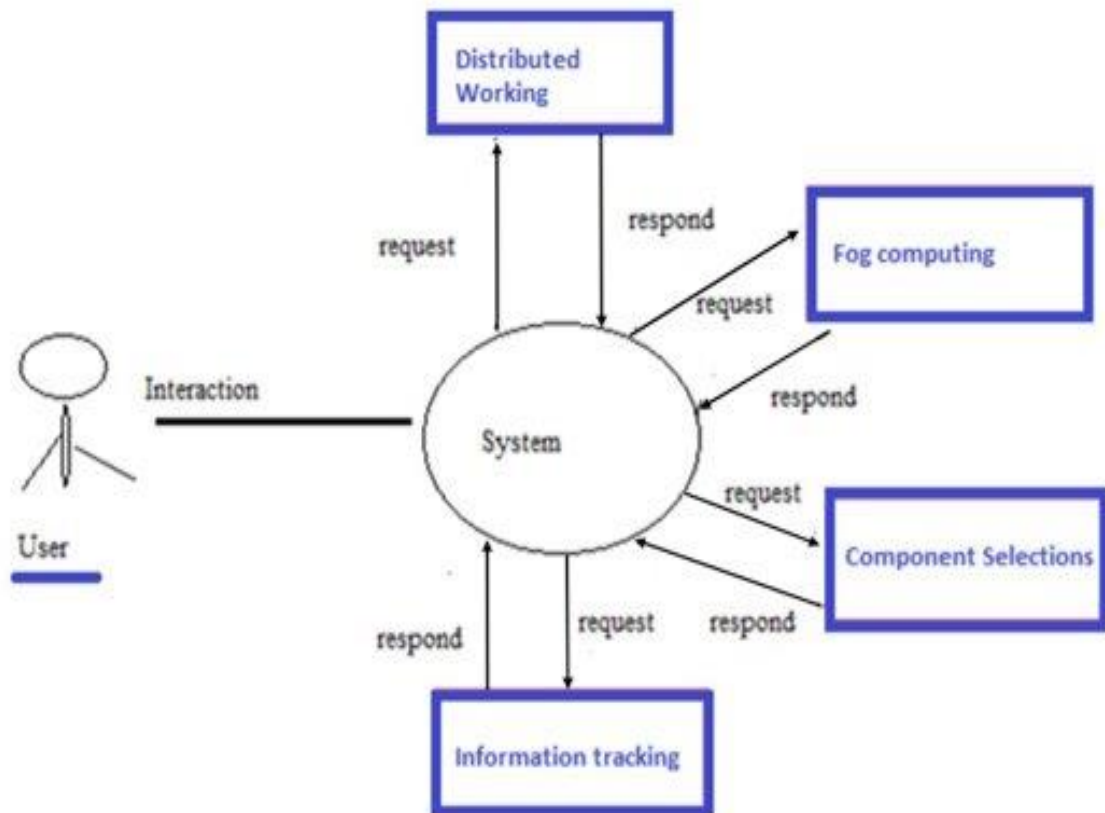 Distributed
Working
request
respond
Fog computing
request
respond
Interaction
System
User
request
Component Selections
respond
respond
request
Information tracking